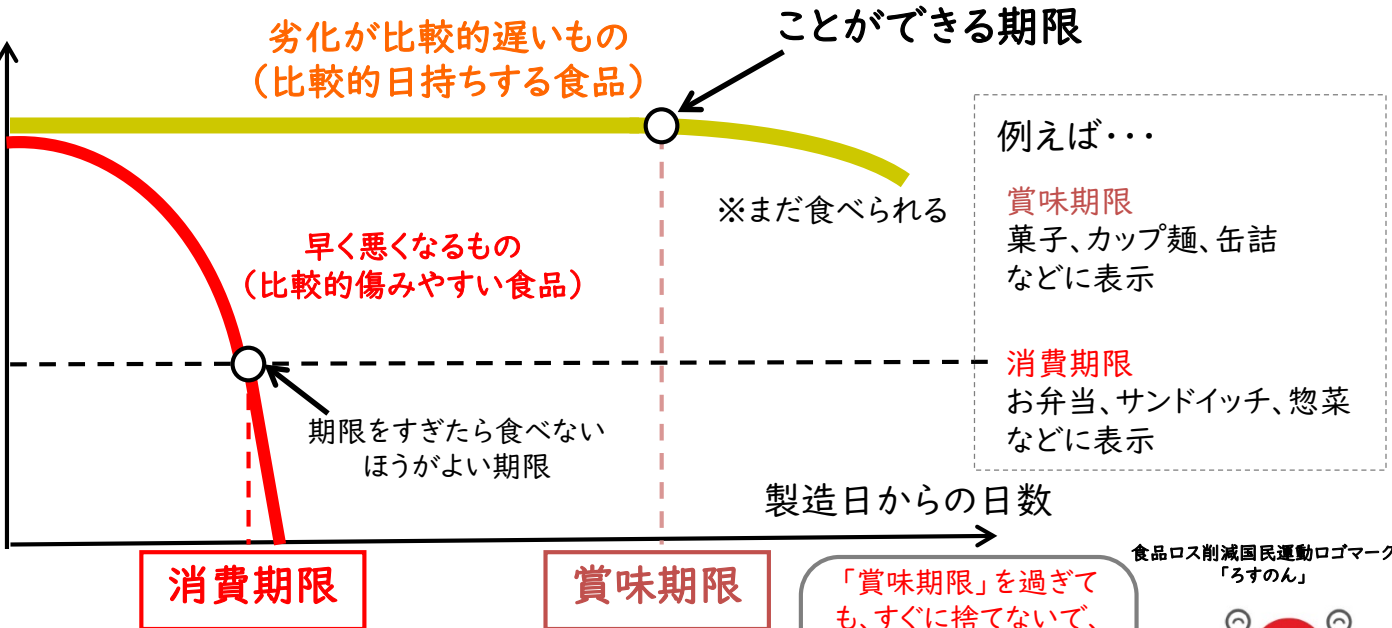 ことができる期限
劣化が比較的遅いもの
（比較的日持ちする食品）
※まだ食べられる
早く悪くなるもの
（比較的傷みやすい食品）
期限をすぎたら食べない
ほうがよい期限
例えば・・・
賞味期限
菓子、カップ麺、缶詰
などに表示
消費期限
お弁当、サンドイッチ、惣菜
などに表示
製造日からの日数
消費期限
賞味期限
「賞味期限」を過ぎて
も、すぐに捨てないで、
食品ロス削減国民運動ロゴマーク
「ろすのん」